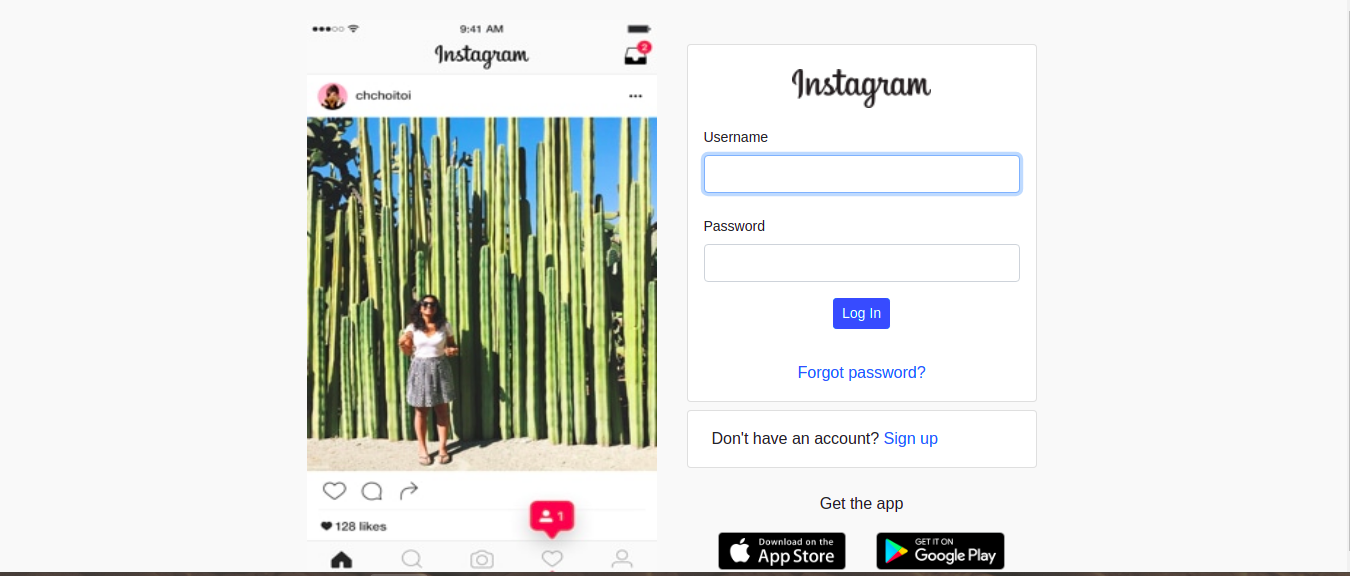 9:41 AM
Instagram
2
chchoitoi
128 likes
1
Instagram
Username
Password
Log In
Forgot password?
Don't have an account? Sign up
Get the app
Download on the
App Store
GET IT ON
Google Play